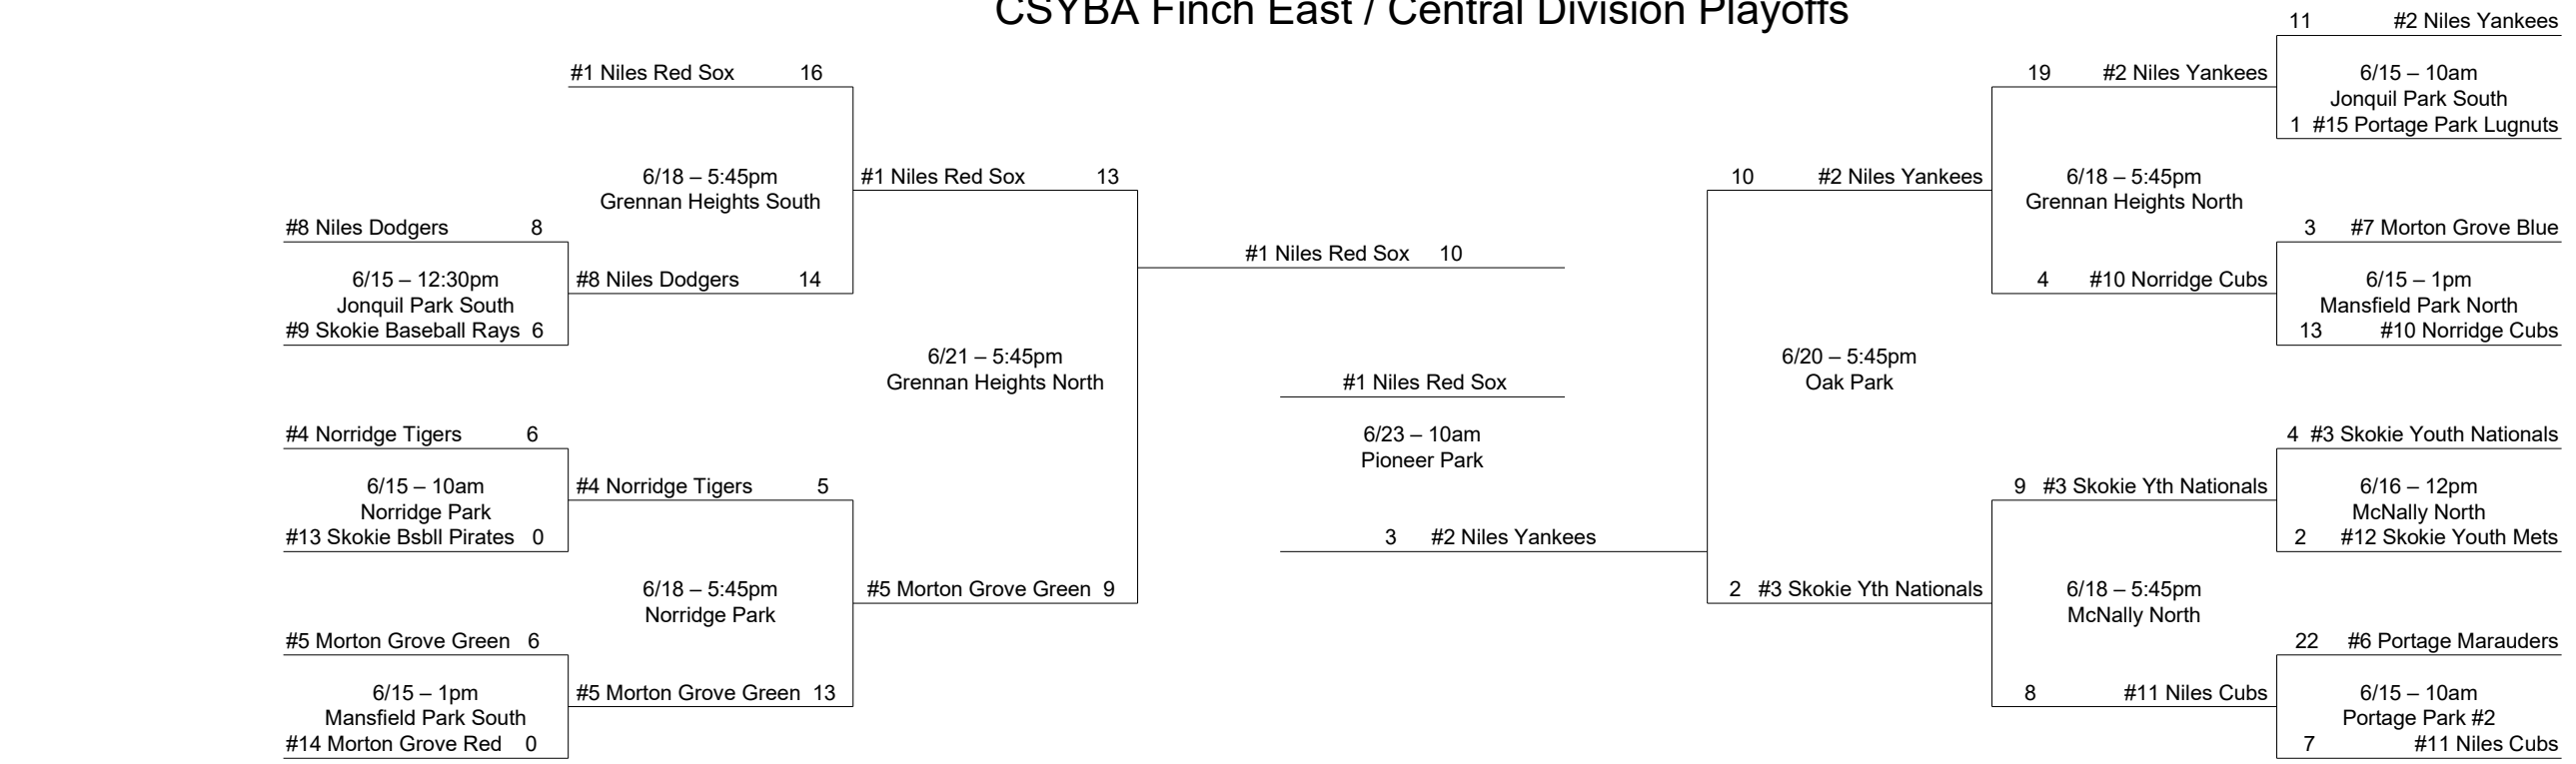 CSYBA Finch East / Central Division Playoffs
#1 Niles Red Sox 16
6/18 – 5:45pm
Grennan Heights South
#8 Niles Dodgers 8
6/15 – 12:30pm
Jonquil Park South
#9 Skokie Baseball Rays 6
#8 Niles Dodgers 14
#4 Norridge Tigers 6
6/15 – 10am
Norridge Park
#13 Skokie Bsbll Pirates 0
#4 Norridge Tigers 5
6/18 – 5:45pm
Norridge Park
#5 Morton Grove Green 6
6/15 – 1pm
Mansfield Park South
#14 Morton Grove Red 0
#5 Morton Grove Green 13
#1 Niles Red Sox 13
6/21 – 5:45pm
Grennan Heights North
#5 Morton Grove Green 9
#1 Niles Red Sox 10
#1 Niles Red Sox
6/23 – 10am
Pioneer Park
3 #2 Niles Yankees
10 #2 Niles Yankees
6/20 – 5:45pm
Oak Park
2 #3 Skokie Yth Nationals
19 #2 Niles Yankees
6/18 – 5:45pm
Grennan Heights North
4 #10 Norridge Cubs
9 #3 Skokie Yth Nationals
6/18 – 5:45pm
McNally North
8 #11 Niles Cubs
11 #2 Niles Yankees
6/15 – 10am
Jonquil Park South
1 #15 Portage Park Lugnuts
3 #7 Morton Grove Blue
6/15 – 1pm
Mansfield Park North
13 #10 Norridge Cubs
4 #3 Skokie Youth Nationals
6/16 – 12pm
McNally North
2 #12 Skokie Youth Mets
22 #6 Portage Marauders
6/15 – 10am
Portage Park #2
7 #11 Niles Cubs